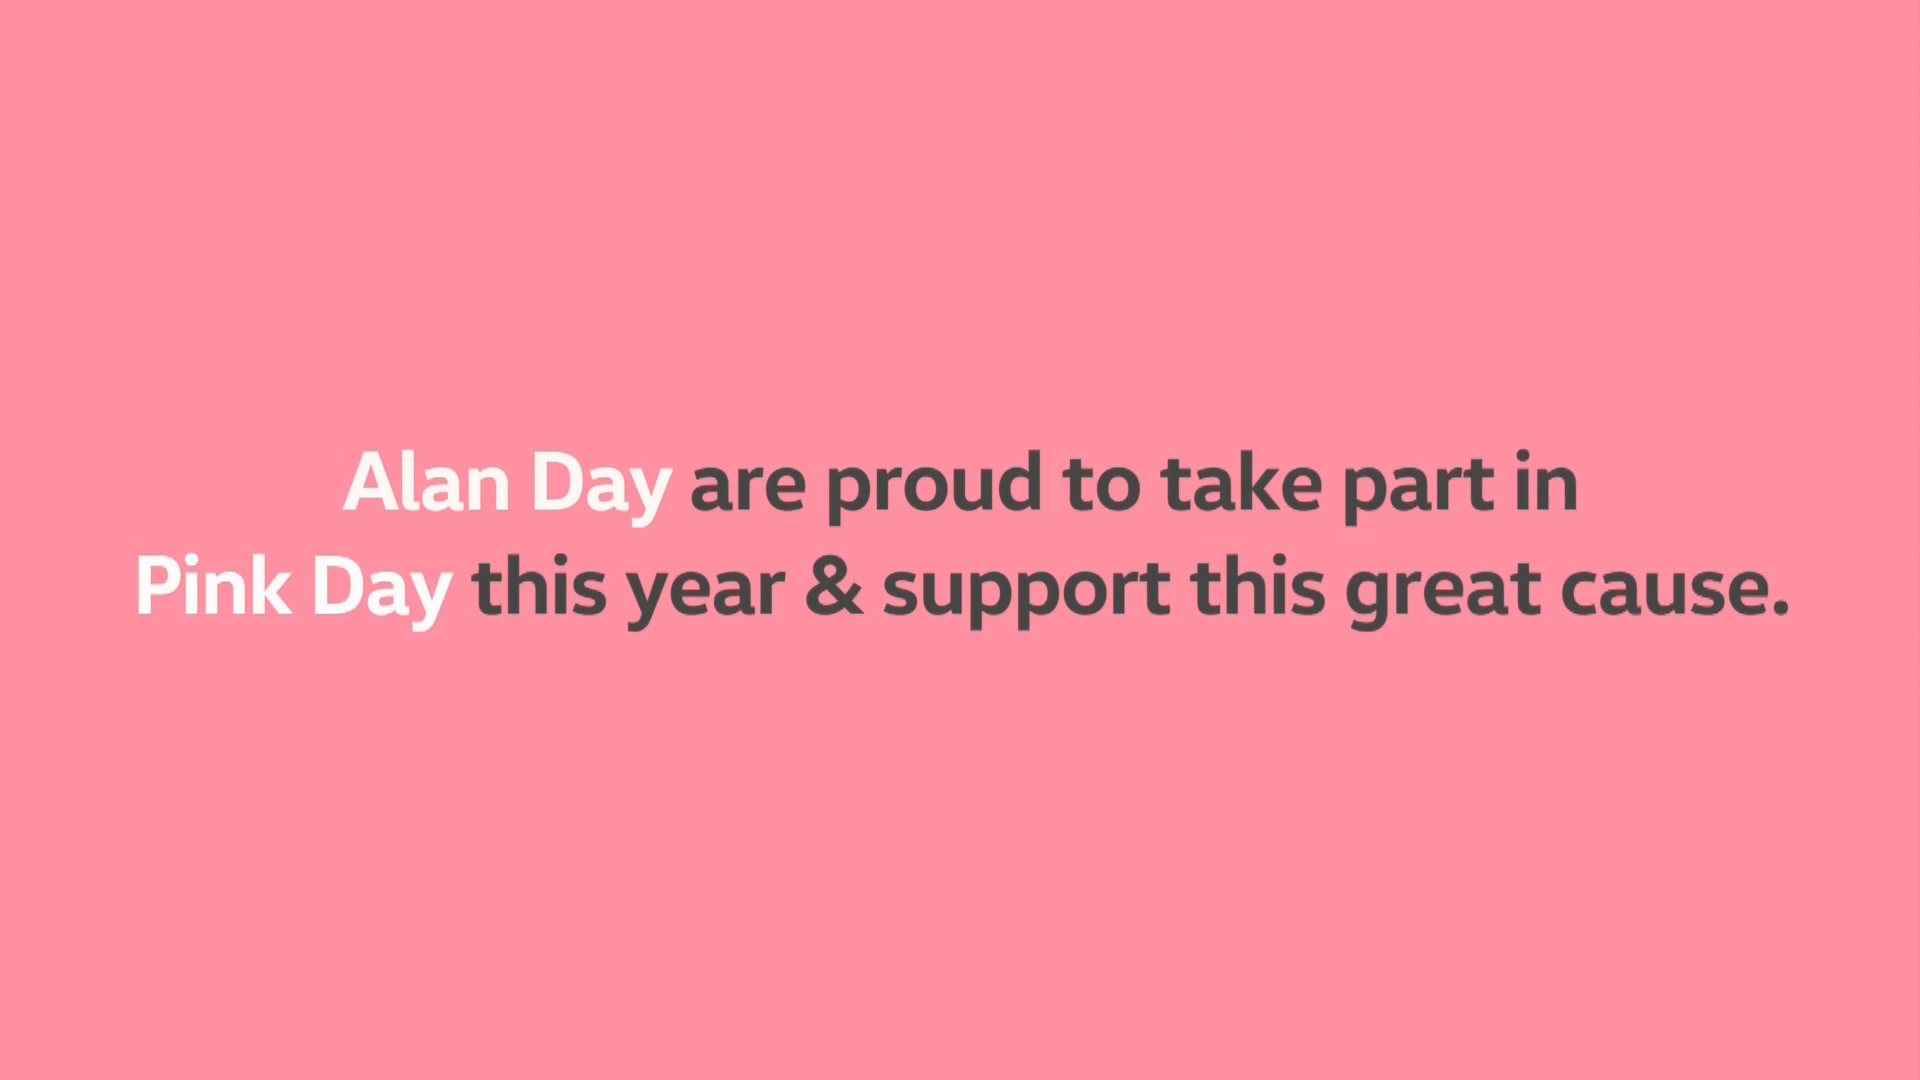 Alan Day are proud to take part in
Pink Day this year & support this great cause.